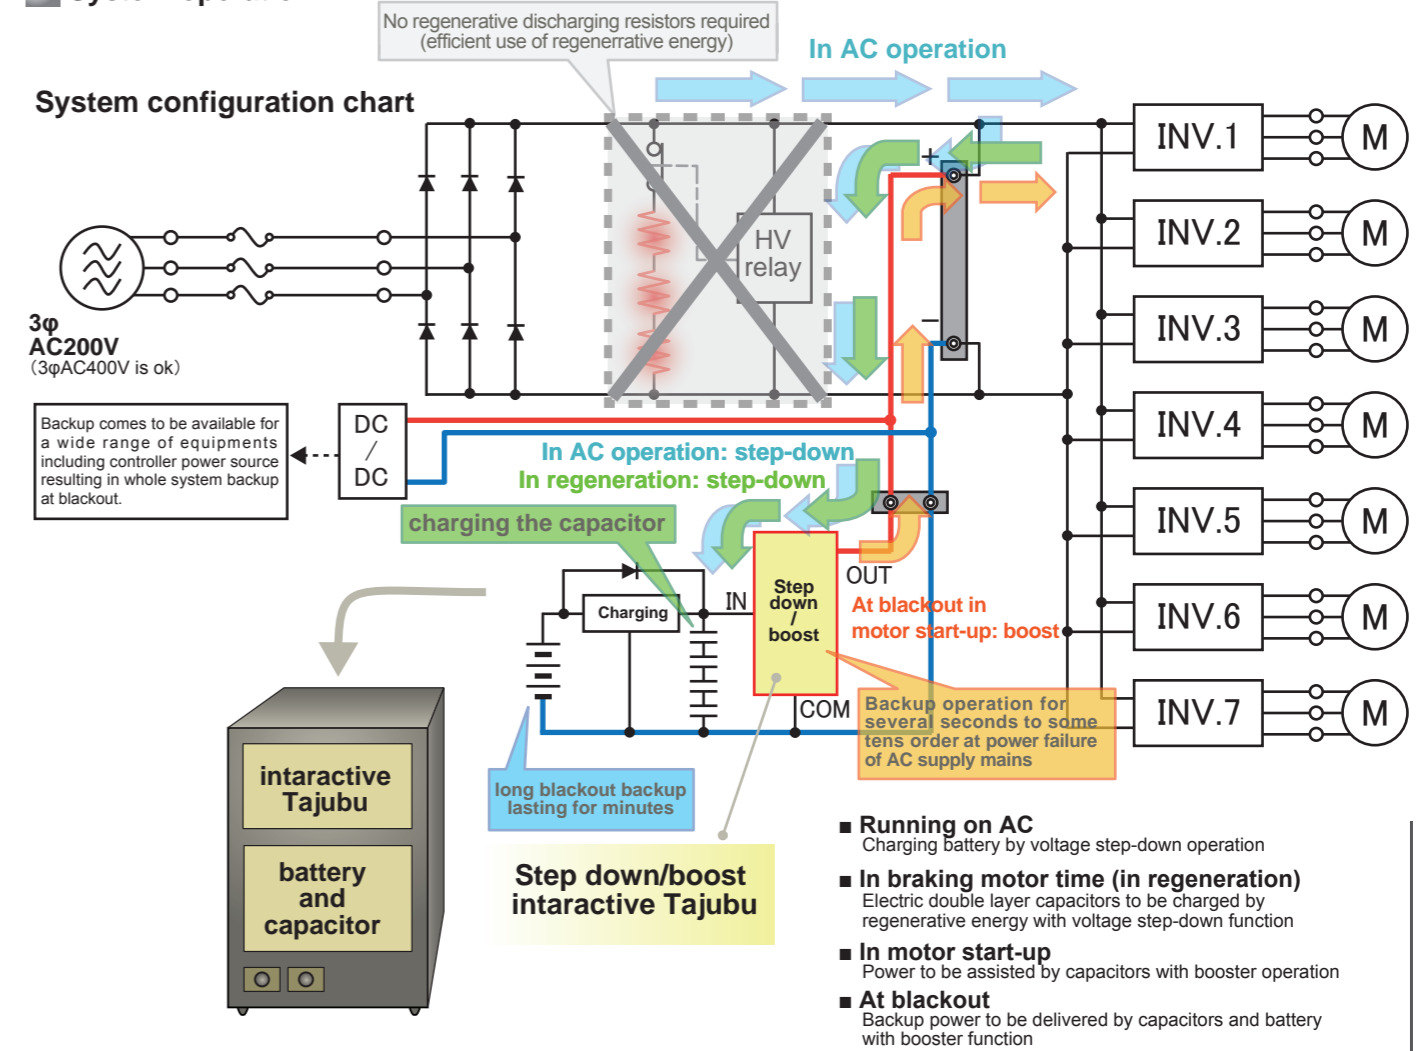 No regenerative discharging resistors required
(efficient use of regenerrative energy)
In AC operation
System configuration chart
INV.1
M
INV.2
M
INV.3
M
INV.4
M
INV.5
M
INV.6
M
INV.7
M
+
−
HV
relay
3φ
AC200V
(3φAC400V is ok)
Backup comes to be available for
a wide range of equipments
including controller power source
resulting in whole system backup
at blackout.
DC
/
DC
In AC operation: step-down
In regeneration: step-down
charging the capacitor
Charging
IN
Step
down
/
boost
OUT
COM
At blackout in
motor start-up: boost
Backup operation for
several seconds to some
tens order at power failure
of AC supply mains
long blackout backup
lasting for minutes
intaractive
Tajubu
battery
and
capacitor
Step down/boost
intaractive Tajubu
■ Running on AC
Charging battery by voltage step-down operation
■ In braking motor time (in regeneration)
Electric double layer capacitors to be charged by
regenerative energy with voltage step-down function
■ In motor start-up
Power to be assisted by capacitors with booster operation
■ At blackout
Backup power to be delivered by capacitors and battery
with booster function